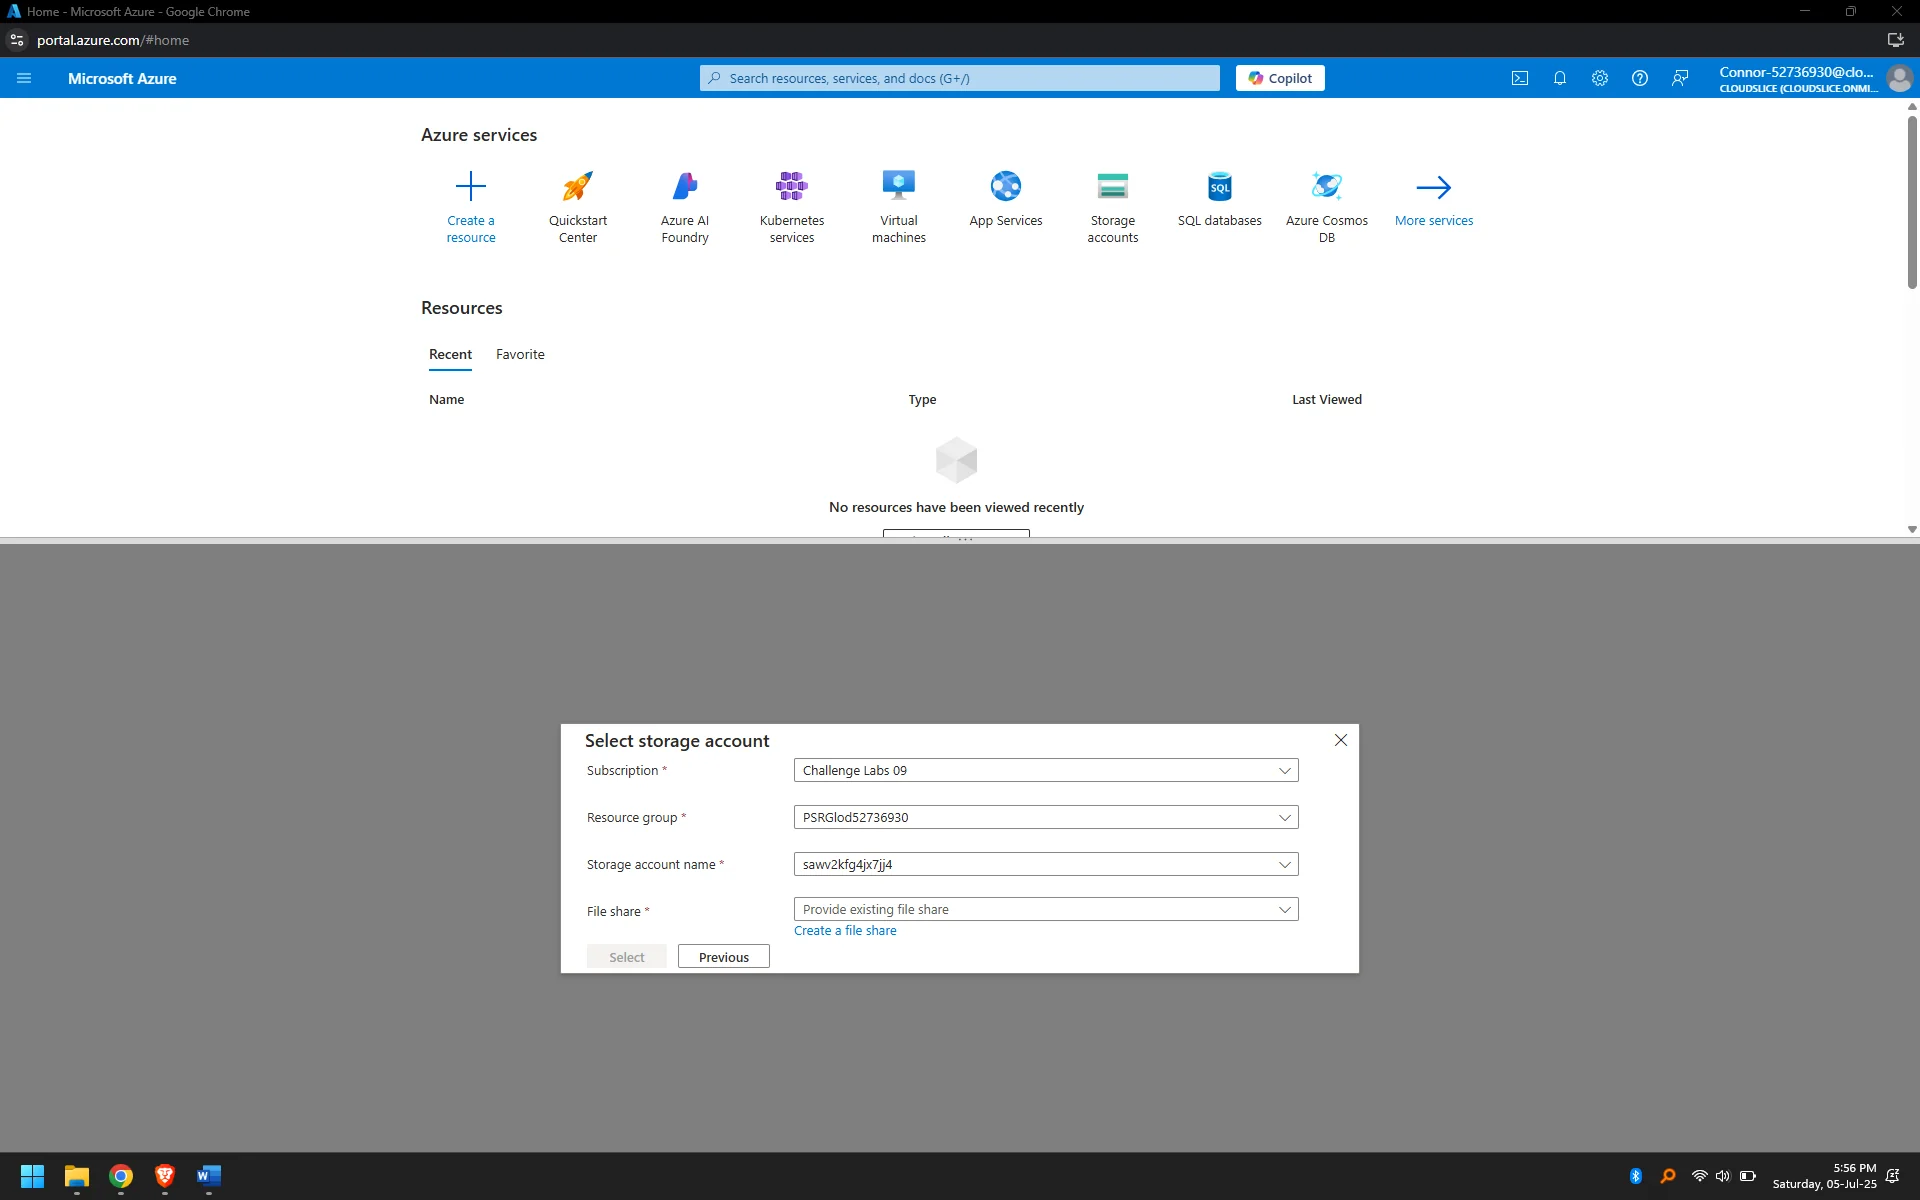 Home - Microsoft Azure - Google Chrome
portal.azure.com/#home
Microsoft Azure
Search resources, services, and docs (G+/)
Copilot
Connor-52736930@clo...
CLOUDSLICE (CLOUDSLICE.ONMI...
Azure services
Create a resource
Quickstart Center
Azure AI Foundry
Kubernetes services
Virtual machines
App Services
Storage accounts
SQL
SQL databases
Azure Cosmos DB
More services
Resources
Recent
Favorite
Name
Type
Last Viewed
No resources have been viewed recently
Select storage account
Subscription *
Challenge Labs 09
Resource group *
PSRGlod52736930
Storage account name *
sawv2kfg4jx7jj4
File share *
Provide existing file share
Create a file share
Select
Previous
W
5:56 PM
Saturday, 05-Jul-25